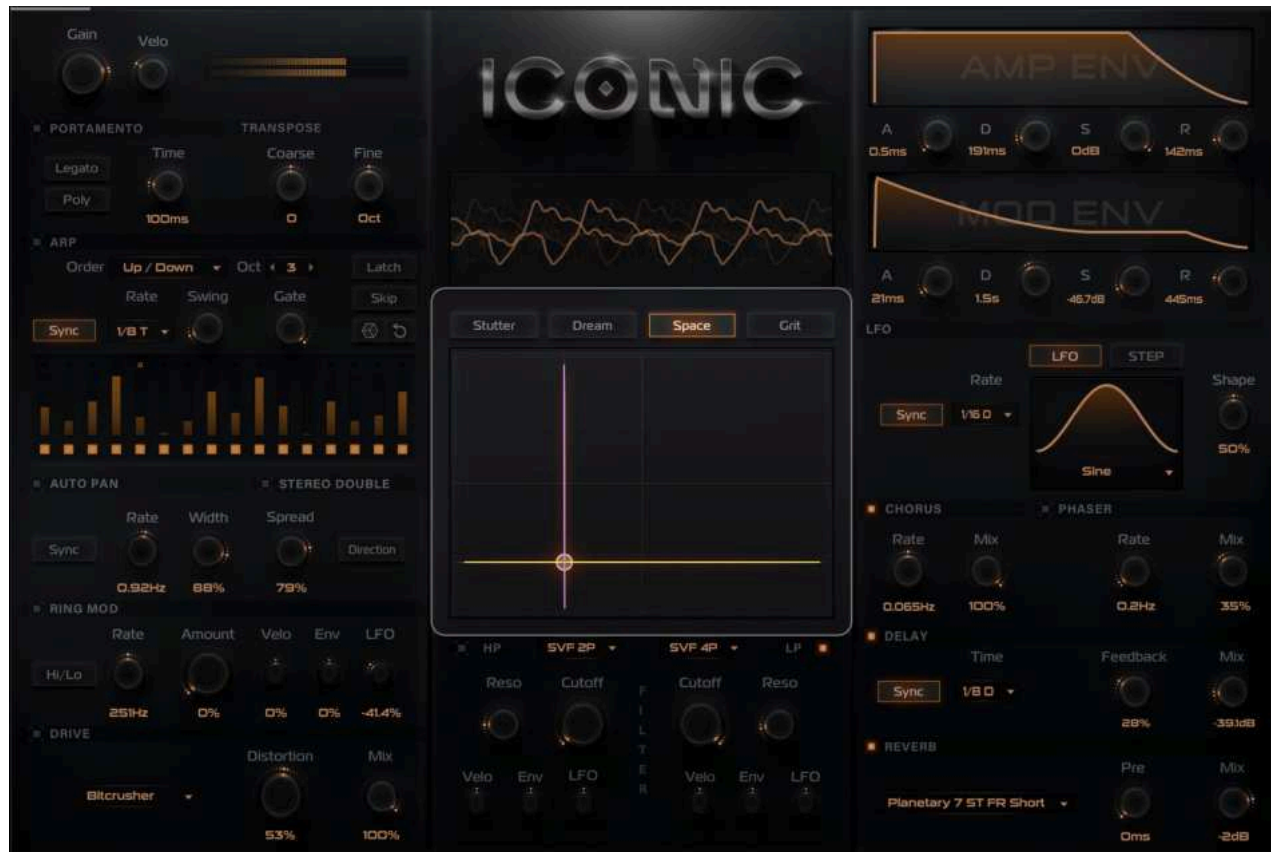 Gain
Velo
PORTAMENTO
TRANSPOSE
Legato
Poly
Time
100ms
Coarse
0
Fine
0ct
ARP
Order
Up / Down
Oct
3
Latch
Rate
Swing
Gate
Skip
Sync
1/8 T
AUTO PAN
STEREO DOUBLE
Rate
Width
Spread
Sync
Direction
0.92Hz
88%
79%
RING MOD
Rate
Amount
Velo
Env
LFO
Hi/Lo
251Hz
0%
0%
0%
-41.4%
DRIVE
Distortion
Mix
Bitcrusher
53%
100%
ICONIC
Stutter
Dream
Space
Grit
HP
SVF 2P
SVF 4P
LP
Reso
Cutoff
Cutoff
Reso
FILTER
Velo
Env
LFO
Velo
Env
LFO
AMP ENV
A
D
S
R
0.5ms
191ms
0dB
142ms
MOD ENV
A
D
S
R
21ms
1.5s
-46.7dB
445ms
LFO
LFO
STEP
Rate
Shape
Sync
1/16 D
50%
Sine
CHORUS
PHASER
Rate
Mix
Rate
Mix
0.065Hz
100%
0.2Hz
35%
DELAY
Time
Feedback
Mix
Sync
1/8 D
28%
-39.1dB
REVERB
Pre
Mix
Planetary 7 ST FR Short
0ms
-2dB